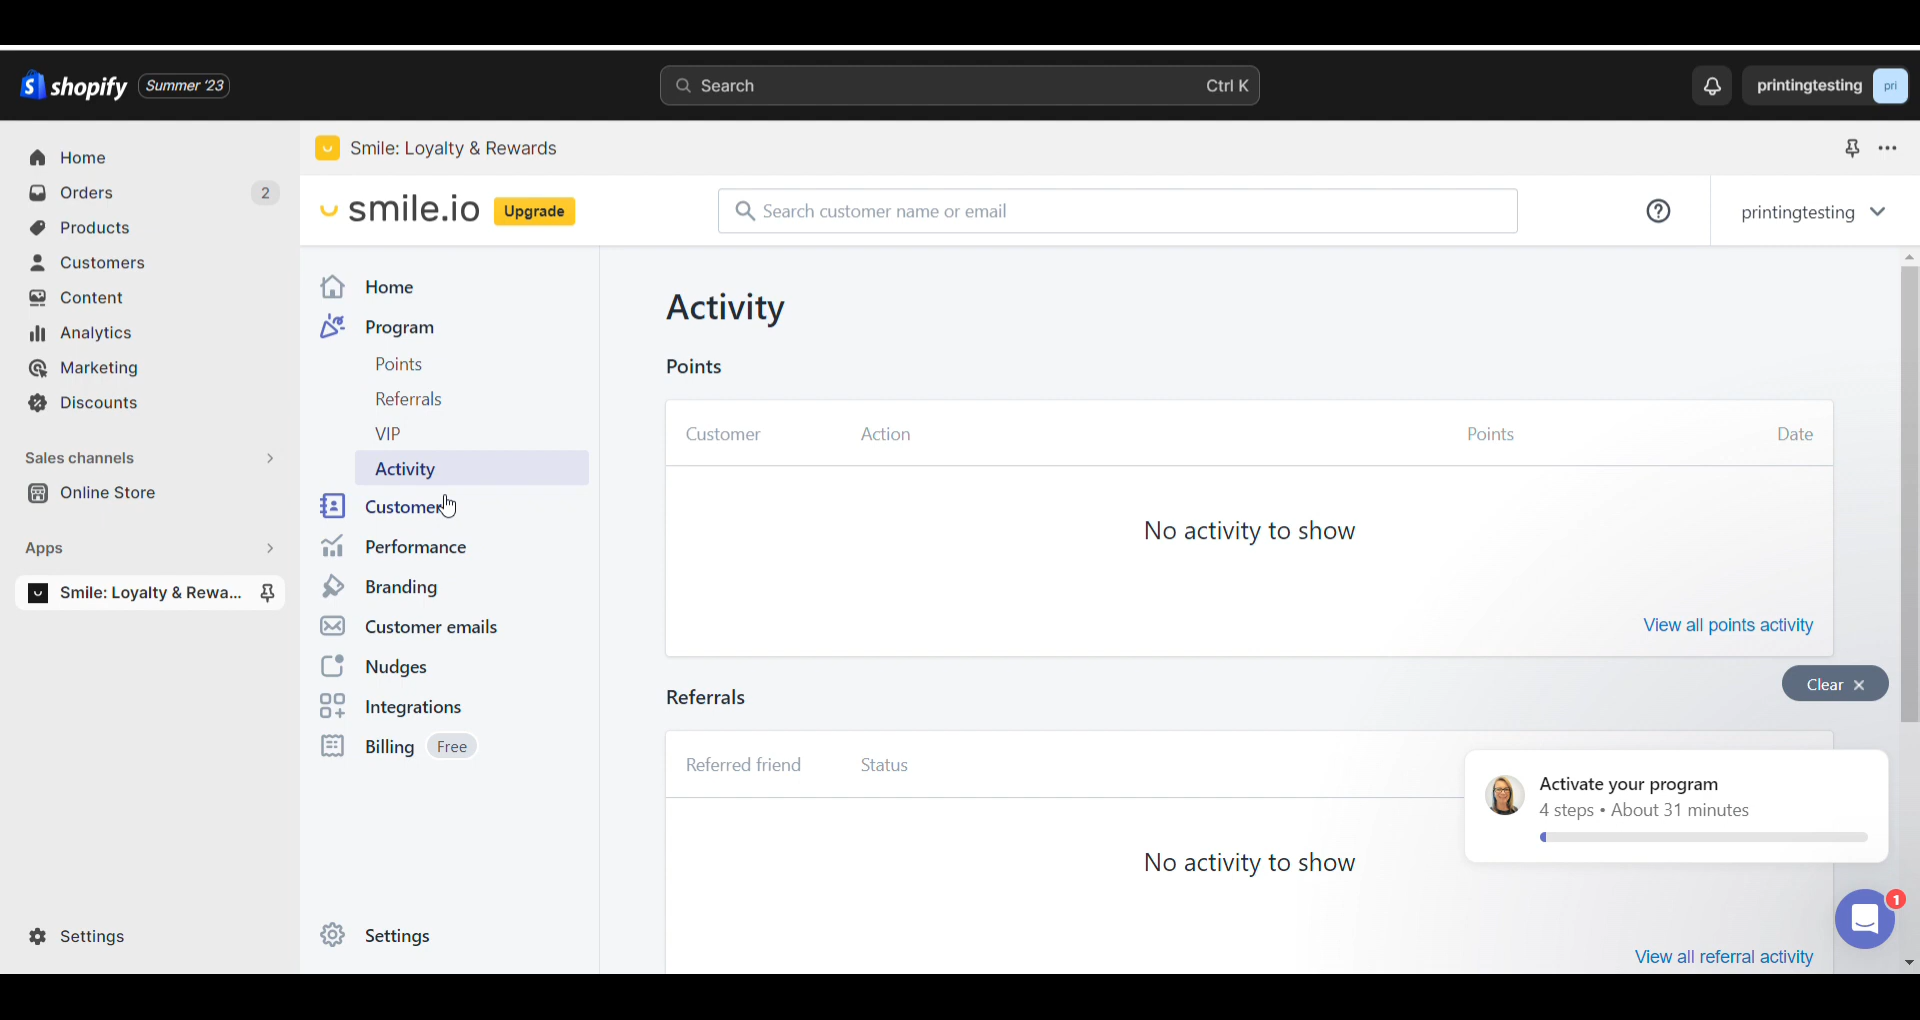 shopify Summer '23
Search Ctrl K
printingtesting pri
Home
Orders 2
Products
Customers
Content
Analytics
Marketing
Discounts
Sales channels
Online Store
Apps
Smile: Loyalty & Rewa...
Settings
Smile: Loyalty & Rewards
smile.io Upgrade
Search customer name or email
printingtesting
Home
Program
Points
Referrals
VIP
Activity
Customer
Performance
Branding
Customer emails
Nudges
Integrations
Billing Free
Settings
Activity
Points
Customer Action Points Date
No activity to show
View all points activity
Clear
Referrals
Referred friend Status
No activity to show
View all referral activity
Activate your program
4 steps • About 31 minutes
1